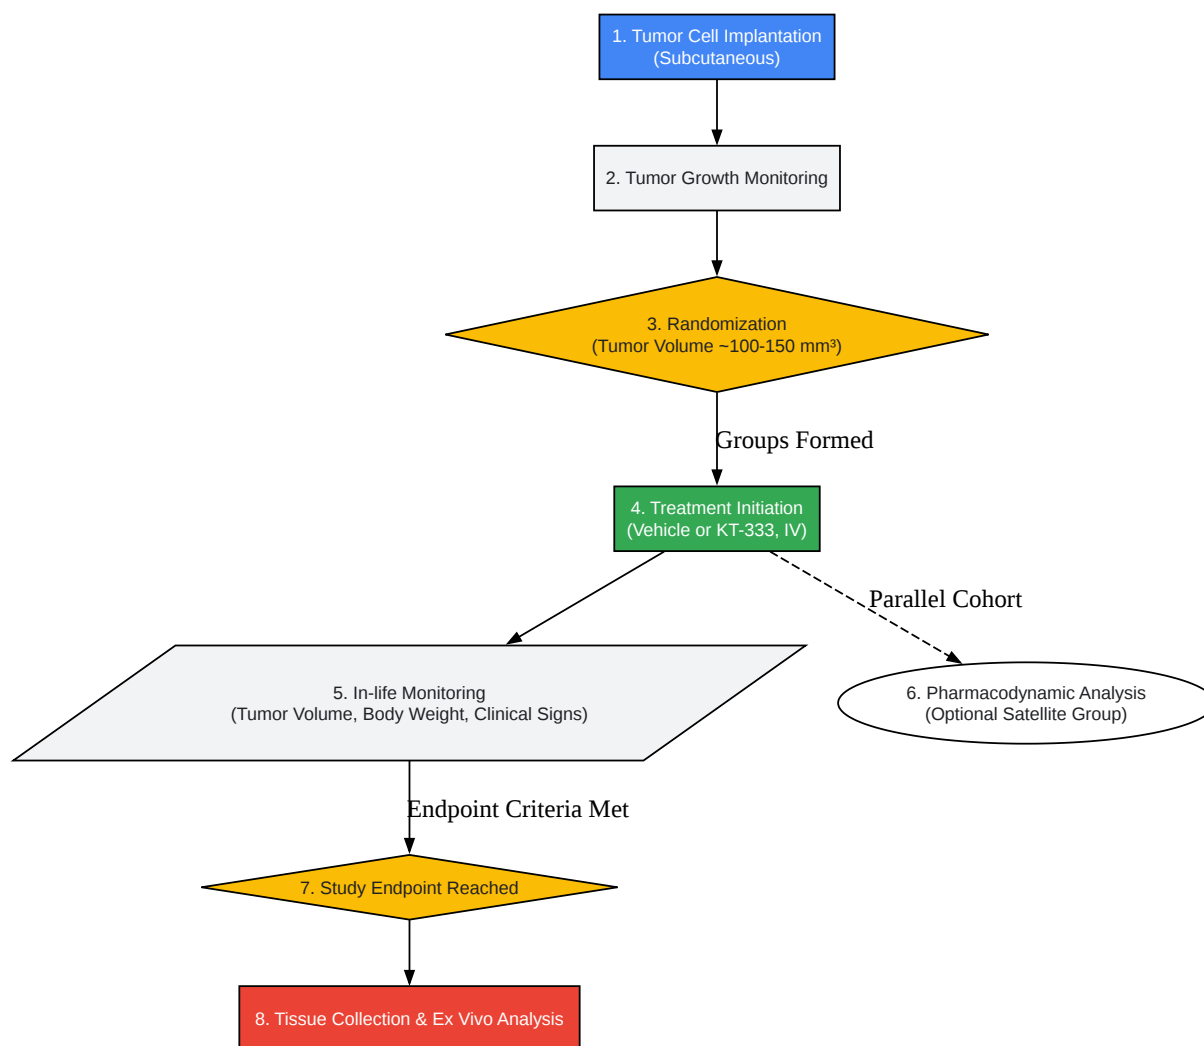 1. Tumor Cell Implantation
(Subcutaneous)
2. Tumor Growth Monitoring
3. Randomization
(Tumor Volume ~100-150 mm³)
Groups Formed
4. Treatment Initiation
(Vehicle or KT-333, IV)
Parallel Cohort
5. In-life Monitoring
(Tumor Volume, Body Weight, Clinical Signs)
6. Pharmacodynamic Analysis
(Optional Satellite Group)
Endpoint Criteria Met
7. Study Endpoint Reached
8. Tissue Collection & Ex Vivo Analysis